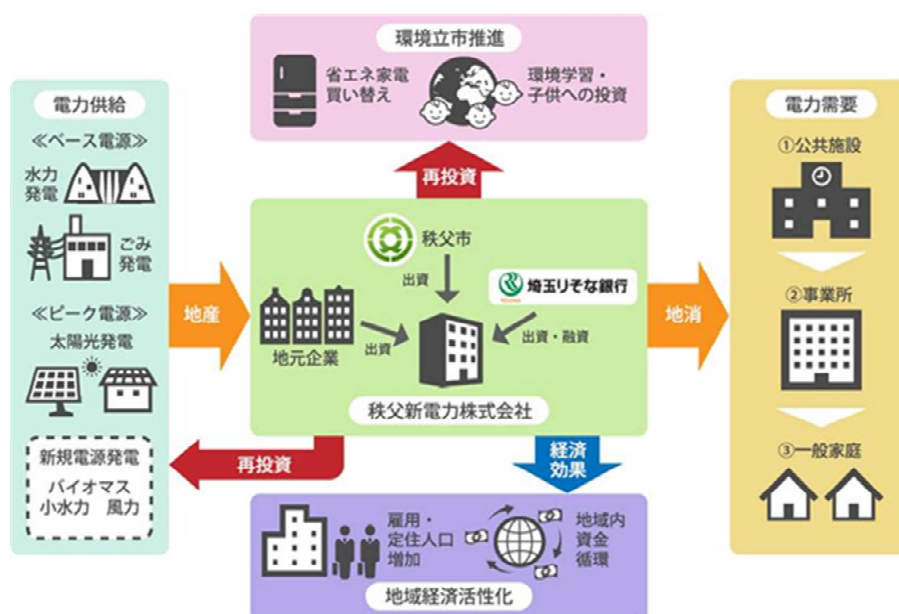 環境立市推進
省エネ家電
買い替え
環境学習・
子供への投資
電力供給
≪ベース電源≫
水力
発電
ごみ
発電
≪ピーク電源≫
太陽光発電
新規電源発電
バイオマス
小水力 風力
再投資
地産
秩父市
出資
埼玉りそな銀行
出資・融資
地元企業
出資
秩父新電力株式会社
地消
再投資
経済
効果
雇用・
定住人口
増加
地域内
資金
循環
地域経済活性化
電力需要
①公共施設
②事業所
③一般家庭